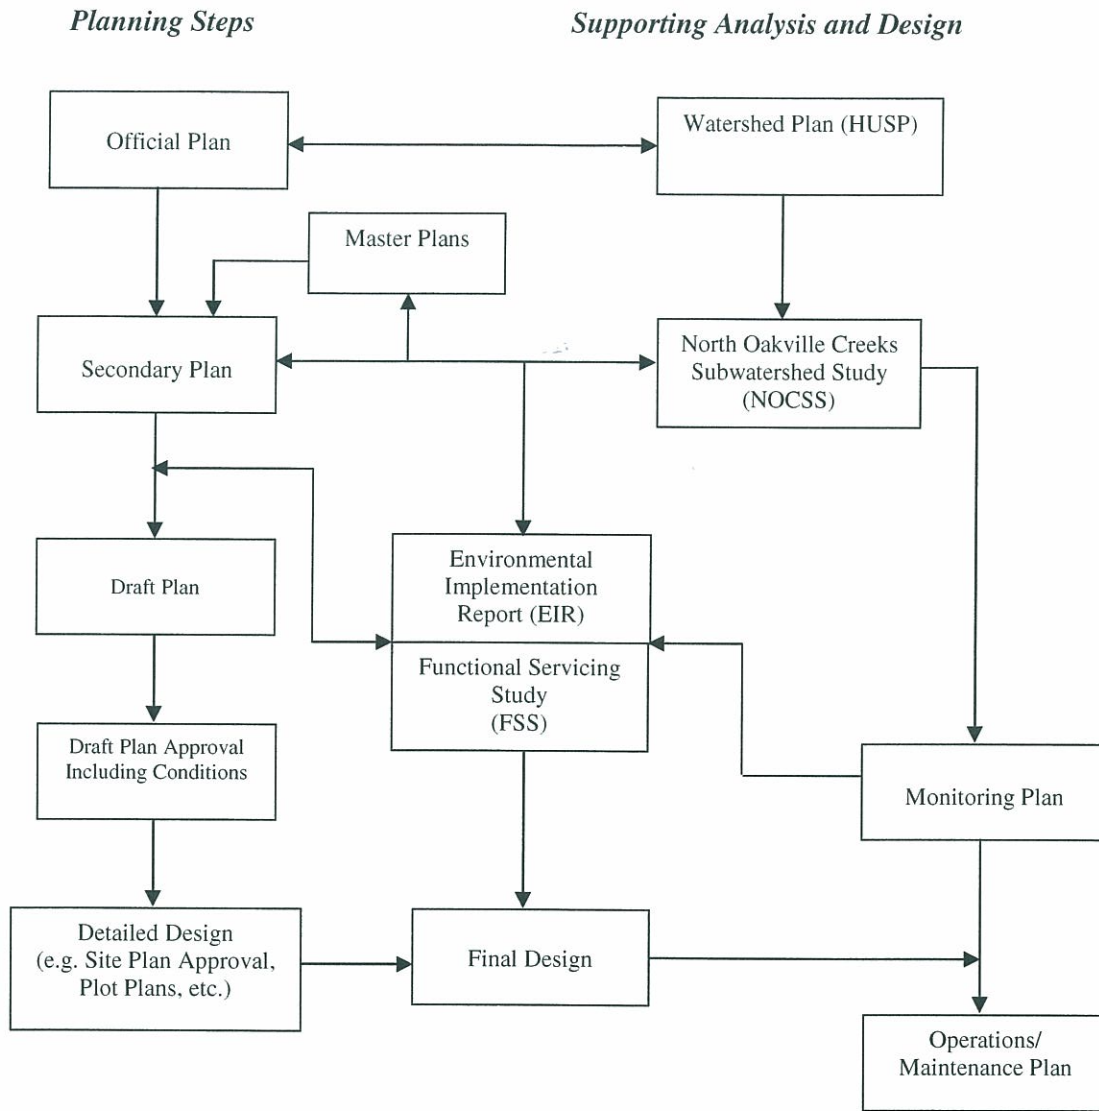 Planning Steps
Supporting Analysis and Design
Official Plan
Watershed Plan (HUSP)
Master Plans
Secondary Plan
North Oakville Creeks
Subwatershed Study
(NOCSS)
Draft Plan
Environmental
Implementation
Report (EIR)
Functional Servicing
Study
(FSS)
Draft Plan Approval
Including Conditions
Monitoring Plan
Detailed Design
(e.g. Site Plan Approval,
Plot Plans, etc.)
Final Design
Operations/
Maintenance Plan